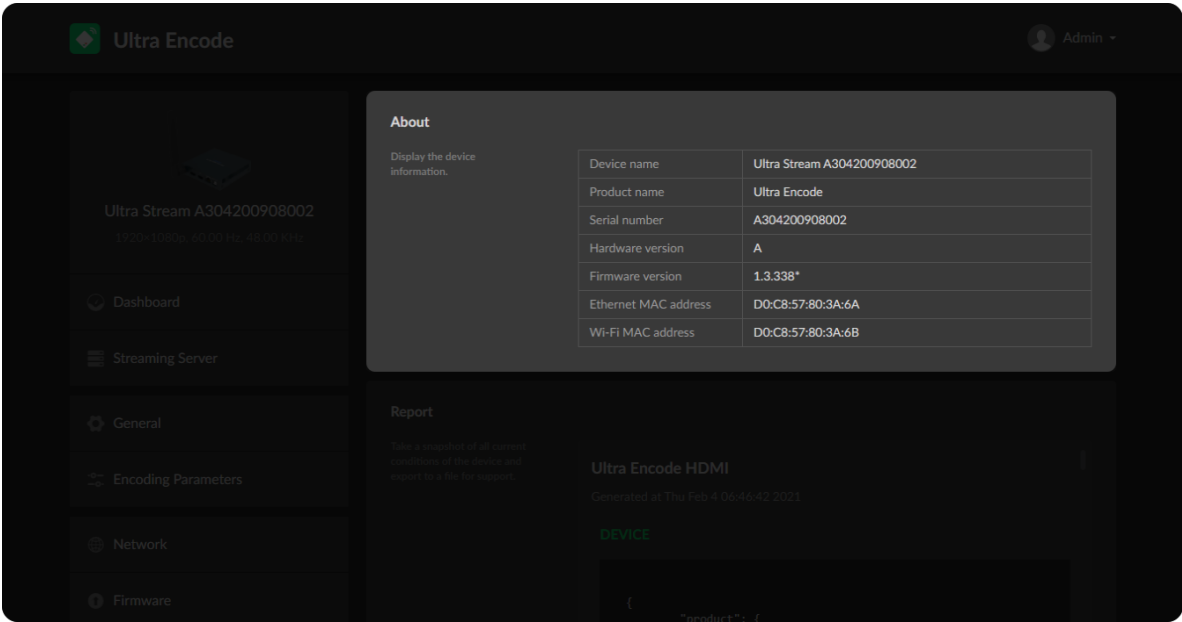 Ultra Encode
Admin
Ultra Stream A304200908002
1920×1080p, 60.00 Hz, 48.00 KHz
Dashboard
Streaming Server
General
Encoding Parameters
Network
Firmware
About
Display the device
information.
Device name Ultra Stream A304200908002
Product name Ultra Encode
Serial number A304200908002
Hardware version A
Firmware version 1.3.338*
Ethernet MAC address D0:C8:57:80:3A:6A
Wi-Fi MAC address D0:C8:57:80:3A:6B
Report
Take a snapshot of all current
conditions of the device and
export to a file for support.
Ultra Encode HDMI
Generated at Thu Feb 4 06:46:42 2021
DEVICE
{
"product": {